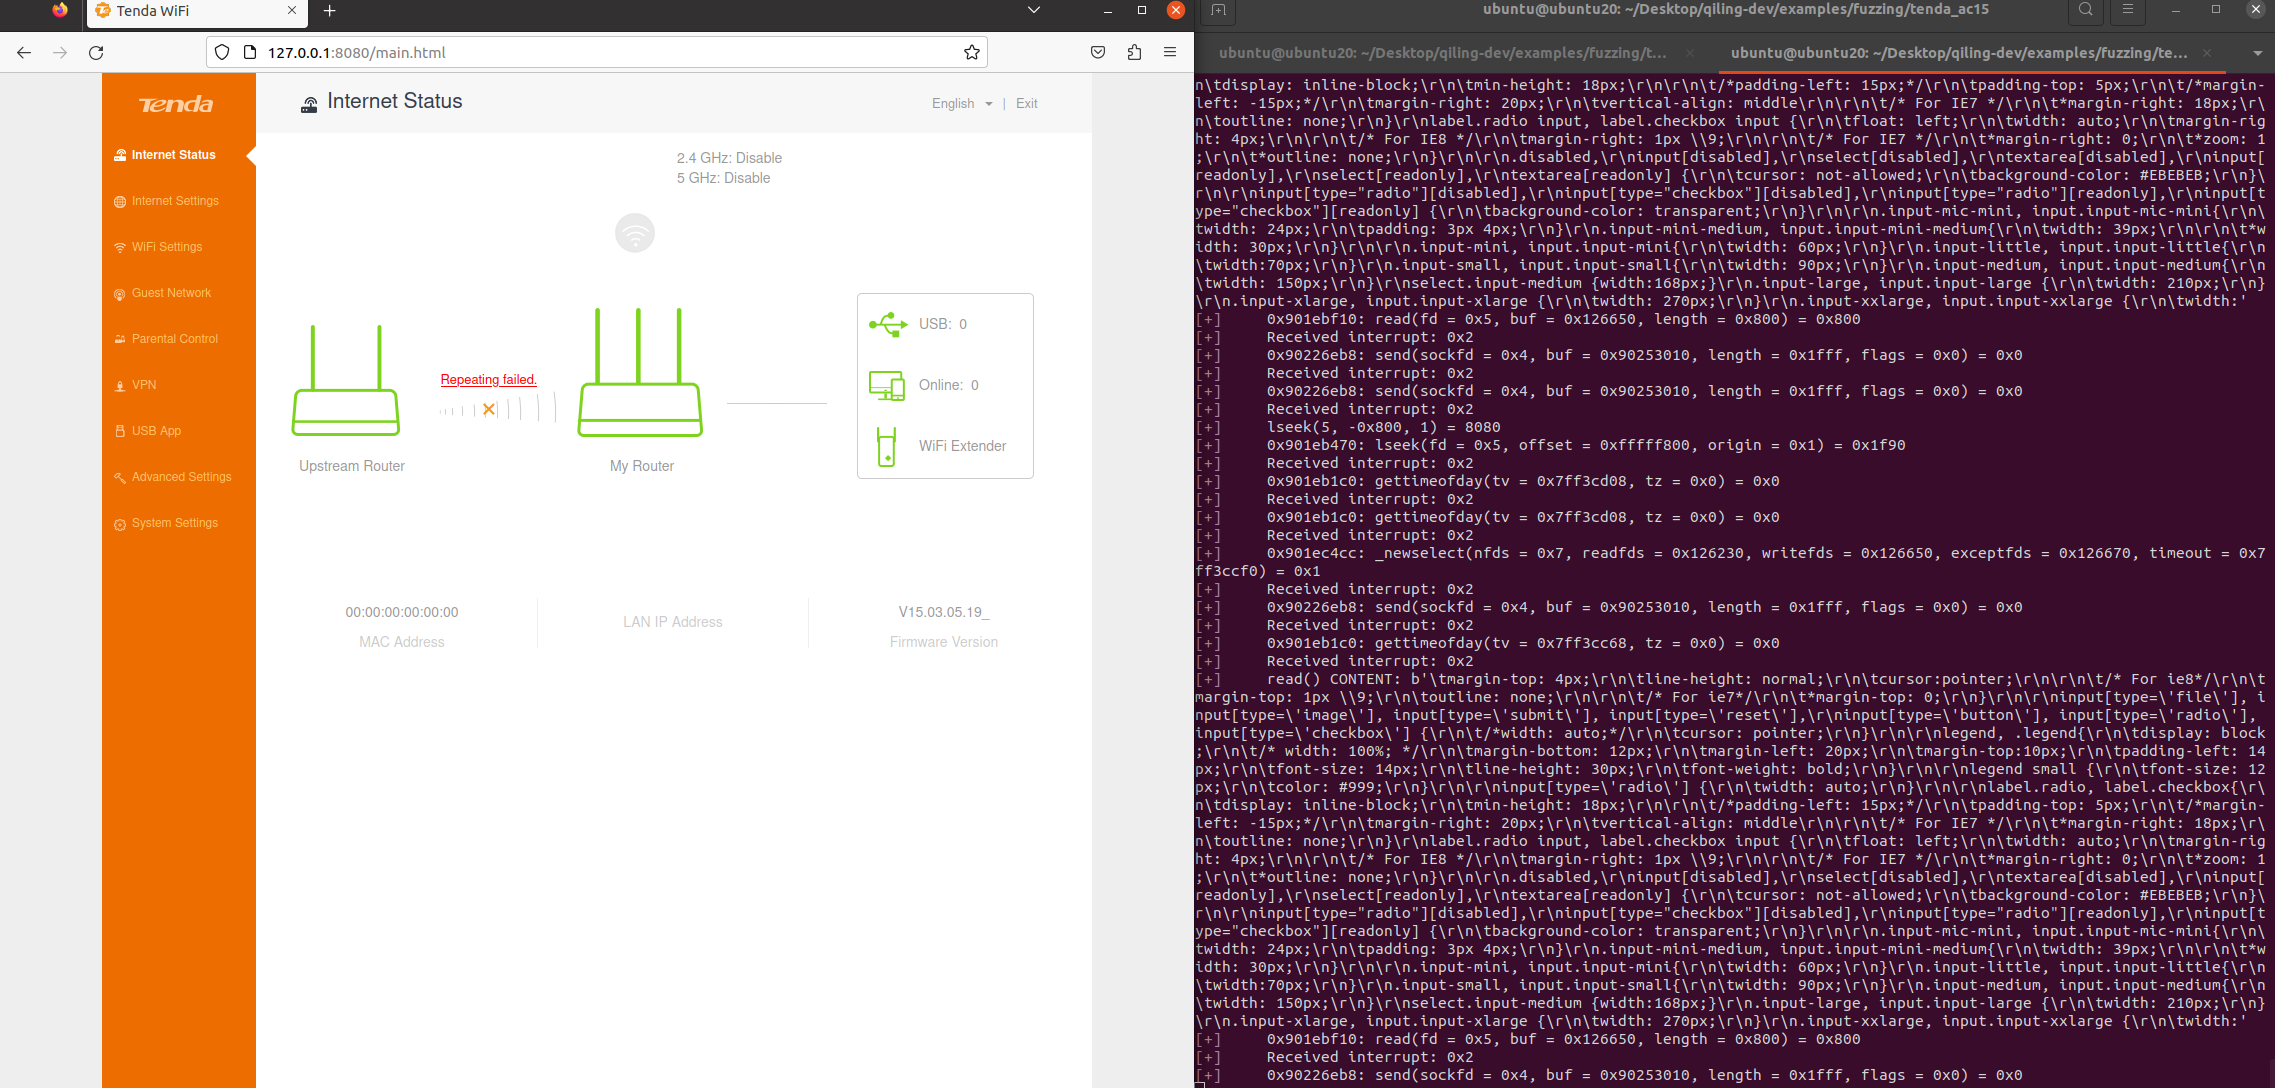 Tenda WiFi
127.0.0.1:8080/main.html
Tenda
Internet Status
English | Exit
Internet Status
Internet Settings
WiFi Settings
Guest Network
Parental Control
VPN
USB App
Advanced Settings
System Settings
2.4 GHz: Disable
5 GHz: Disable
Repeating failed.
Upstream Router
My Router
USB: 0
Online: 0
WiFi Extender
00:00:00:00:00:00
MAC Address
LAN IP Address
V15.03.05.19_
Firmware Version
ubuntu@ubuntu20: ~/Desktop/qiling-dev/examples/fuzzing/tenda_ac15
ubuntu@ubuntu20: ~/Desktop/qiling-dev/examples/fuzzing/t...
ubuntu@ubuntu20: ~/Desktop/qiling-dev/examples/fuzzing/te...
n\tdisplay: inline-block;\r\n\tmin-height: 18px;\r\n\r\n\t/*padding-left: 15px;*/\r\n\tpadding-top: 5px;\r\n\t/*margin-
left: -15px;*/\r\n\tmargin-right: 20px;\r\n\tvertical-align: middle\r\n\r\n\t/* For IE7 */\r\n\t*margin-right: 18px;\r\
n\toutline: none;\r\n}\r\nlabel.radio input, label.checkbox input {\r\n\tfloat: left;\r\n\twidth: auto;\r\n\tmargin-rig
ht: 4px;\r\n\r\n\t/* For IE8 */\r\n\tmargin-right: 1px \\9;\r\n\r\n\t/* For IE7 */\r\n\t*margin-right: 0;\r\n\t*zoom: 1
;\r\n\t*outline: none;\r\n}\r\n\r\n.disabled,\r\ninput[disabled],\r\nselect[disabled],\r\ntextarea[disabled],\r\ninput[
readonly],\r\nselect[readonly],\r\ntextarea[readonly] {\r\n\tcursor: not-allowed;\r\n\tbackground-color: #EBEBEB;\r\n}\
r\n\r\ninput[type="radio"][disabled],\r\ninput[type="checkbox"][disabled],\r\ninput[type="radio"][readonly],\r\ninput[t
ype="checkbox"][readonly] {\r\n\tbackground-color: transparent;\r\n}\r\n\r\n.input-mic-mini, input.input-mic-mini{\r\n\
twidth: 24px;\r\n\tpadding: 3px 4px;\r\n}\r\n.input-mini-medium, input.input-mini-medium{\r\n\twidth: 39px;\r\n\r\n\t*w
idth: 30px;\r\n}\r\n\r\n.input-mini, input.input-mini{\r\n\twidth: 60px;\r\n}\r\n.input-little, input.input-little{\r\n
\twidth:70px;\r\n}\r\n.input-small, input.input-small{\r\n\twidth: 90px;\r\n}\r\n.input-medium, input.input-medium{\r\n
\twidth: 150px;\r\n}\r\nselect.input-medium {width:168px;}\r\n.input-large, input.input-large {\r\n\twidth: 210px;\r\n}
\r\n.input-xlarge, input.input-xlarge {\r\n\twidth: 270px;\r\n}\r\n.input-xxlarge, input.input-xxlarge {\r\n\twidth:'
[+] 0x901ebf10: read(fd = 0x5, buf = 0x126650, length = 0x800) = 0x800
[+] Received interrupt: 0x2
[+] 0x90226eb8: send(sockfd = 0x4, buf = 0x90253010, length = 0x1fff, flags = 0x0) = 0x0
[+] Received interrupt: 0x2
[+] 0x90226eb8: send(sockfd = 0x4, buf = 0x90253010, length = 0x1fff, flags = 0x0) = 0x0
[+] Received interrupt: 0x2
[+] lseek(5, -0x800, 1) = 8080
[+] 0x901eb470: lseek(fd = 0x5, offset = 0xfffff800, origin = 0x1) = 0x1f90
[+] Received interrupt: 0x2
[+] 0x901eb1c0: gettimeofday(tv = 0x7ff3cd08, tz = 0x0) = 0x0
[+] Received interrupt: 0x2
[+] 0x901eb1c0: gettimeofday(tv = 0x7ff3cd08, tz = 0x0) = 0x0
[+] Received interrupt: 0x2
[+] 0x901ec4cc: _newselect(nfds = 0x7, readfds = 0x126230, writefds = 0x126650, exceptfds = 0x126670, timeout = 0x7
ff3ccf0) = 0x1
[+] Received interrupt: 0x2
[+] 0x90226eb8: send(sockfd = 0x4, buf = 0x90253010, length = 0x1fff, flags = 0x0) = 0x0
[+] Received interrupt: 0x2
[+] 0x901eb1c0: gettimeofday(tv = 0x7ff3cc68, tz = 0x0) = 0x0
[+] Received interrupt: 0x2
[+] read() CONTENT: b'\tmargin-top: 4px;\r\n\tline-height: normal;\r\n\tcursor:pointer;\r\n\r\n\t/* For ie8*/\r\n\t
margin-top: 1px \\9;\r\n\toutline: none;\r\n\r\n\t/* For ie7*/\r\n\t*margin-top: 0;\r\n}\r\n\r\ninput[type=\'file\'], i
nput[type=\'image\'], input[type=\'submit\'], input[type=\'reset\'],\r\ninput[type=\'button\'], input[type=\'radio\'],
input[type=\'checkbox\'] {\r\n\t/*width: auto;*/\r\n\tcursor: pointer;\r\n}\r\n\r\nlegend, .legend{\r\n\tdisplay: block
;\r\n\t/* width: 100%; */\r\n\tmargin-bottom: 12px;\r\n\tmargin-left: 20px;\r\n\tmargin-top:10px;\r\n\tpadding-left: 14
px;\r\n\tfont-size: 14px;\r\n\tline-height: 30px;\r\n\tfont-weight: bold;\r\n}\r\n\r\nlegend small {\r\n\tfont-size: 12
px;\r\n\tcolor: #999;\r\n}\r\n\r\ninput[type=\'radio\'] {\r\n\twidth: auto;\r\n}\r\n\r\nlabel.radio, label.checkbox{\r\
n\tdisplay: inline-block;\r\n\tmin-height: 18px;\r\n\r\n\t/*padding-left: 15px;*/\r\n\tpadding-top: 5px;\r\n\t/*margin-
left: -15px;*/\r\n\tmargin-right: 20px;\r\n\tvertical-align: middle\r\n\r\n\t/* For IE7 */\r\n\t*margin-right: 18px;\r\
n\toutline: none;\r\n}\r\nlabel.radio input, label.checkbox input {\r\n\tfloat: left;\r\n\twidth: auto;\r\n\tmargin-rig
ht: 4px;\r\n\r\n\t/* For IE8 */\r\n\tmargin-right: 1px \\9;\r\n\r\n\t/* For IE7 */\r\n\t*margin-right: 0;\r\n\t*zoom: 1
;\r\n\t*outline: none;\r\n}\r\n\r\n.disabled,\r\ninput[disabled],\r\nselect[disabled],\r\ntextarea[disabled],\r\ninput[
readonly],\r\nselect[readonly],\r\ntextarea[readonly] {\r\n\tcursor: not-allowed;\r\n\tbackground-color: #EBEBEB;\r\n}\
r\n\r\ninput[type="radio"][disabled],\r\ninput[type="checkbox"][disabled],\r\ninput[type="radio"][readonly],\r\ninput[t
ype="checkbox"][readonly] {\r\n\tbackground-color: transparent;\r\n}\r\n\r\n.input-mic-mini, input.input-mic-mini{\r\n\
twidth: 24px;\r\n\tpadding: 3px 4px;\r\n}\r\n.input-mini-medium, input.input-mini-medium{\r\n\twidth: 39px;\r\n\r\n\t*w
idth: 30px;\r\n}\r\n\r\n.input-mini, input.input-mini{\r\n\twidth: 60px;\r\n}\r\n.input-little, input.input-little{\r\n
\twidth:70px;\r\n}\r\n.input-small, input.input-small{\r\n\twidth: 90px;\r\n}\r\n.input-medium, input.input-medium{\r\n
\twidth: 150px;\r\n}\r\nselect.input-medium {width:168px;}\r\n.input-large, input.input-large {\r\n\twidth: 210px;\r\n}
\r\n.input-xlarge, input.input-xlarge {\r\n\twidth: 270px;\r\n}\r\n.input-xxlarge, input.input-xxlarge {\r\n\twidth:'
[+] 0x901ebf10: read(fd = 0x5, buf = 0x126650, length = 0x800) = 0x800
[+] Received interrupt: 0x2
[+] 0x90226eb8: send(sockfd = 0x4, buf = 0x90253010, length = 0x1fff, flags = 0x0) = 0x0